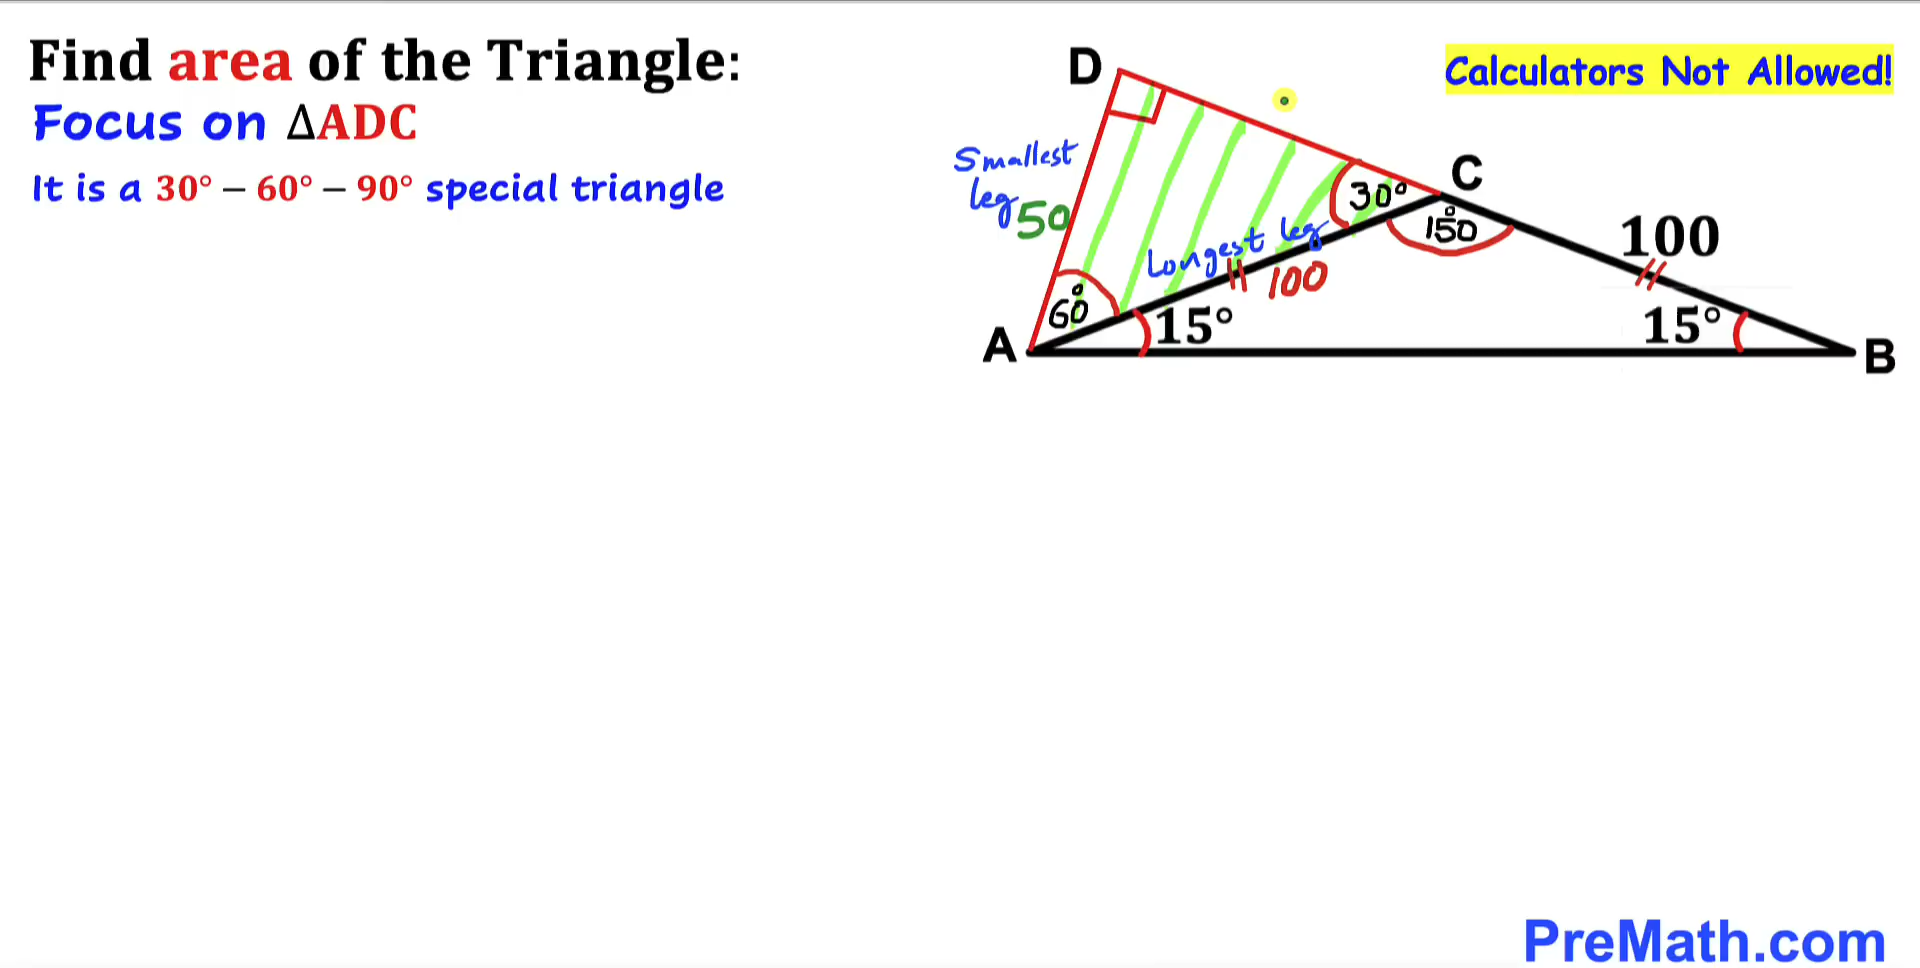 Find area of the Triangle:
Focus on ΔADC
It is a 30° – 60° – 90° special triangle
Calculators Not Allowed!
D
C
Smallest
leg 50
30°
150°
100
Longest leg
100
60°
15°
15°
A
B
PreMath.com